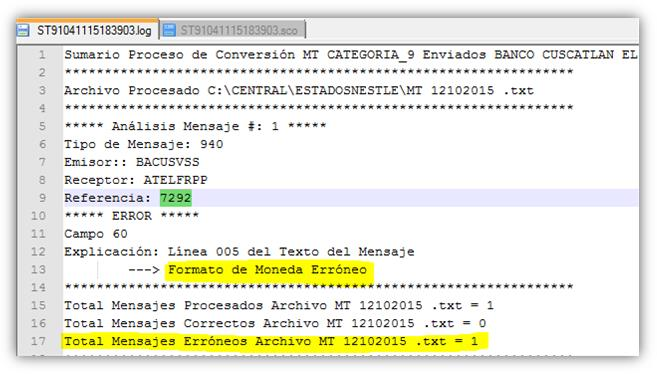 ST91041115183903.log ST91041115183903.sco
1 Sumario Proceso de Conversión MT CATEGORIA_9 Enviados BANCO CUSCATLAN EL
2 ****************************************************************
3 Archivo Procesado C:\CENTRAL\ESTADOSNESTLE\MT 12102015 .txt
4 ****************************************************************
5 ***** Análisis Mensaje #: 1 *****
6 Tipo de Mensaje: 940
7 Emisor:: BACUSVSS
8 Receptor: ATELFRPP
9 Referencia: 7292
10 ***** ERROR *****
11 Campo 60
12 Explicación: Línea 005 del Texto del Mensaje
13 ---> Formato de Moneda Erróneo
14 ****************************************************************
15 Total Mensajes Procesados Archivo MT 12102015 .txt = 1
16 Total Mensajes Correctos Archivo MT 12102015 .txt = 0
17 Total Mensajes Erróneos Archivo MT 12102015 .txt = 1